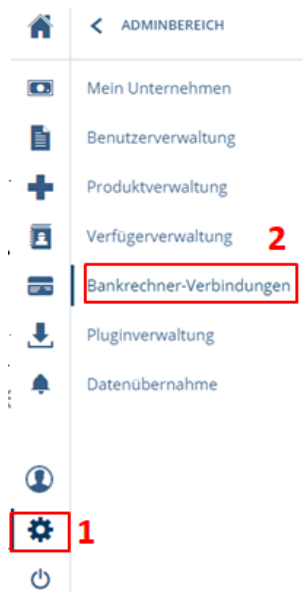 ADMINBEREICH
Mein Unternehmen
Benutzerverwaltung
Produktverwaltung
Verfügerverwaltung 2
Bankrechner-Verbindungen
Pluginverwaltung
Datenübernahme
1